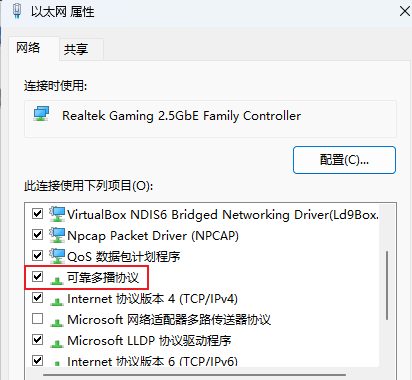 以太网 属性
网络
共享
连接时使用:
Realtek Gaming 2.5GbE Family Controller
配置(C)...
此连接使用下列项目(O):
VirtualBox NDIS6 Bridged Networking Driver(Ld9Box.
Npcap Packet Driver (NPCAP)
QoS 数据包计划程序
可靠多播协议
Internet 协议版本 4 (TCP/IPv4)
Microsoft 网络适配器多路传送器协议
Microsoft LLDP 协议驱动程序
Internet 协议版本 6 (TCP/IPv6)